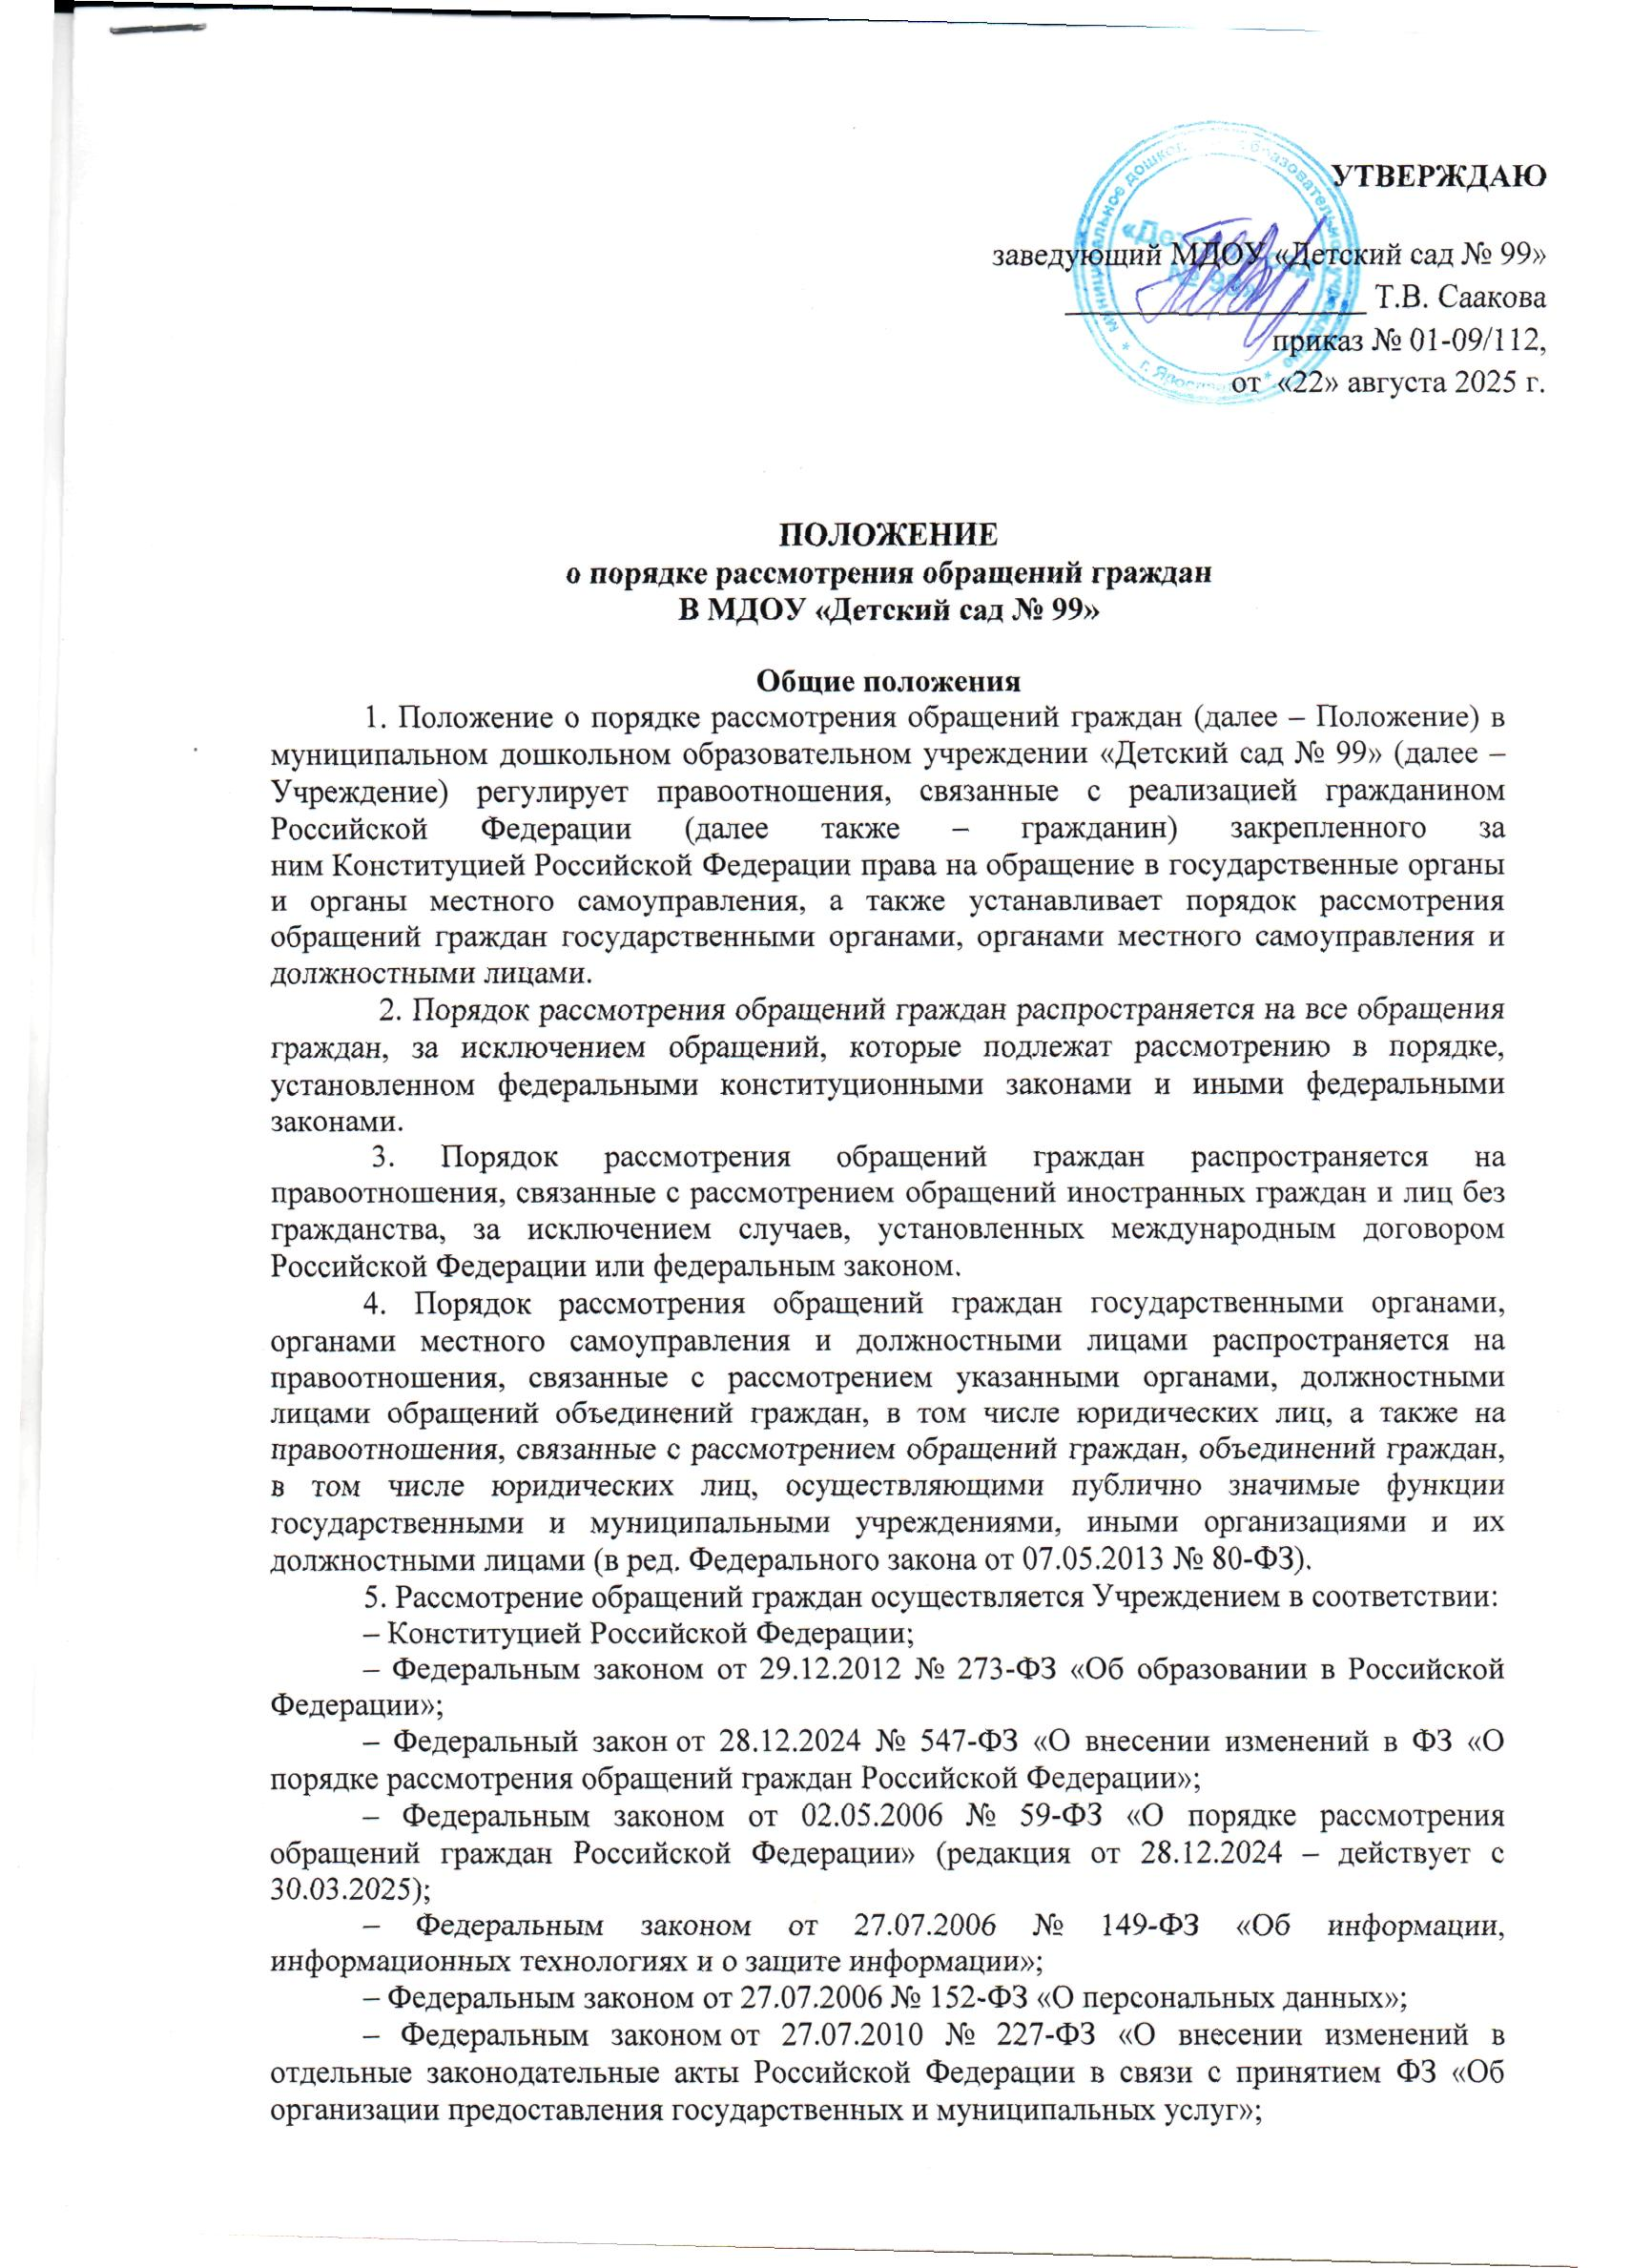 УТВЕРЖДАЮ
заведующий МДОУ «Детский сад № 99»
Т.В. Саакова
приказ № 01-09/112,
от «22» августа 2025 г.
ПОЛОЖЕНИЕ
о порядке рассмотрения обращений граждан
В МДОУ «Детский сад № 99»
Общие положения
1. Положение о порядке рассмотрения обращений граждан (далее – Положение) в
муниципальном дошкольном образовательном учреждении «Детский сад № 99» (далее –
Учреждение) регулирует правоотношения, связанные с реализацией гражданином
Российской Федерации (далее также – гражданин) закрепленного за
ним Конституцией Российской Федерации права на обращение в государственные органы
и органы местного самоуправления, а также устанавливает порядок рассмотрения
обращений граждан государственными органами, органами местного самоуправления и
должностными лицами.
2. Порядок рассмотрения обращений граждан распространяется на все обращения
граждан, за исключением обращений, которые подлежат рассмотрению в порядке,
установленном федеральными конституционными законами и иными федеральными
законами.
3. Порядок рассмотрения обращений граждан распространяется на
правоотношения, связанные с рассмотрением обращений иностранных граждан и лиц без
гражданства, за исключением случаев, установленных международным договором
Российской Федерации или федеральным законом.
4. Порядок рассмотрения обращений граждан государственными органами,
органами местного самоуправления и должностными лицами распространяется на
правоотношения, связанные с рассмотрением указанными органами, должностными
лицами обращений объединений граждан, в том числе юридических лиц, а также на
правоотношения, связанные с рассмотрением обращений граждан, объединений граждан,
в том числе юридических лиц, осуществляющими публично значимые функции
государственными и муниципальными учреждениями, иными организациями и их
должностными лицами (в ред. Федерального закона от 07.05.2013 № 80-ФЗ).
5. Рассмотрение обращений граждан осуществляется Учреждением в соответствии:
– Конституцией Российской Федерации;
– Федеральным законом от 29.12.2012 № 273-ФЗ «Об образовании в Российской
Федерации»;
– Федеральный закон от 28.12.2024 № 547-ФЗ «О внесении изменений в ФЗ «О
порядке рассмотрения обращений граждан Российской Федерации»;
– Федеральным законом от 02.05.2006 № 59-ФЗ «О порядке рассмотрения
обращений граждан Российской Федерации» (редакция от 28.12.2024 – действует с
30.03.2025);
– Федеральным законом от 27.07.2006 № 149-ФЗ «Об информации,
информационных технологиях и о защите информации»;
– Федеральным законом от 27.07.2006 № 152-ФЗ «О персональных данных»;
– Федеральным законом от 27.07.2010 № 227-ФЗ «О внесении изменений в
отдельные законодательные акты Российской Федерации в связи с принятием ФЗ «Об
организации предоставления государственных и муниципальных услуг»;